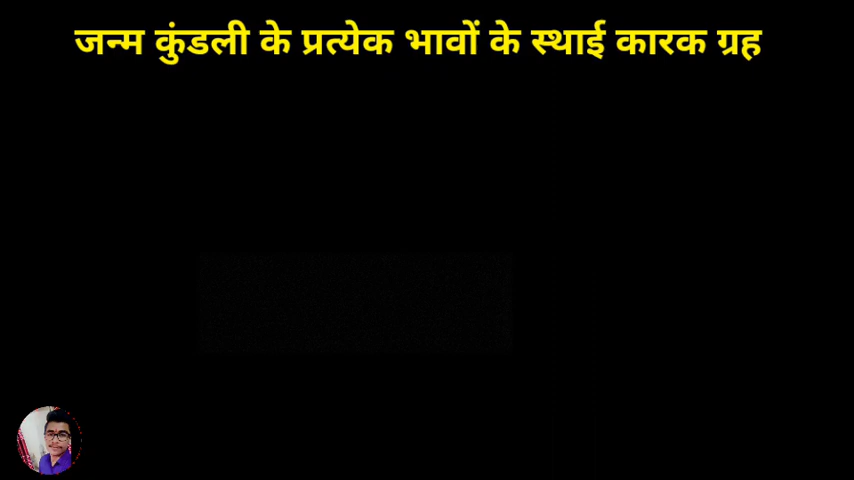 जन्म कुंडली के प्रत्येक भावों के स्थाई कारक ग्रह